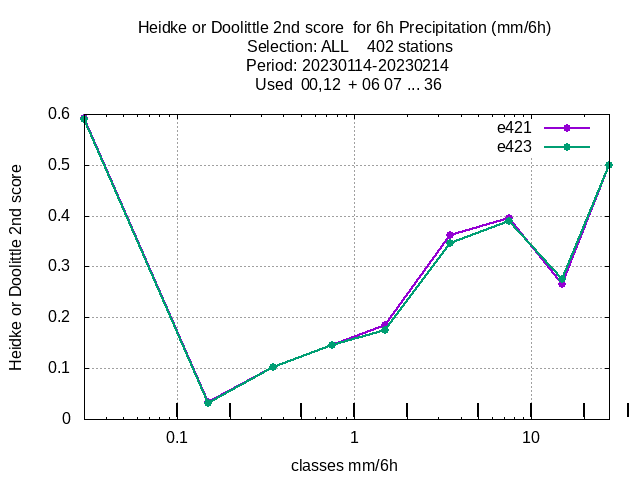 Heidke or Doolittle 2nd score  for 6h Precipitation (mm/6h)
Selection: ALL    402 stations
Period: 20230114-20230214
Used  00,12  + 06 07 ... 36
e421
e423
0.6
0.5
0.4
0.3
0.2
0.1
0
Heidke or Doolittle 2nd score
0.1 1 10
classes mm/6h